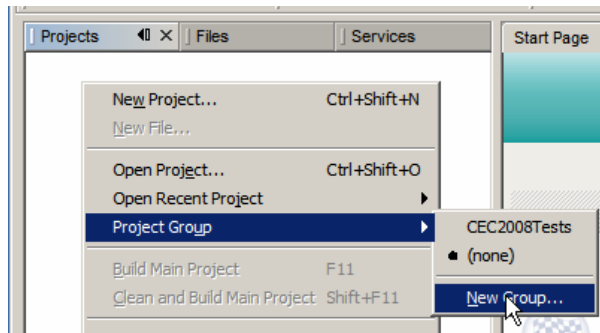 Projects Files Services Start Page
New Project... Ctrl+Shift+N
New File...
Open Project... Ctrl+Shift+O
Open Recent Project
Project Group
CEC2008Tests
(none)
Build Main Project F11
Clean and Build Main Project Shift+F11
New Group...